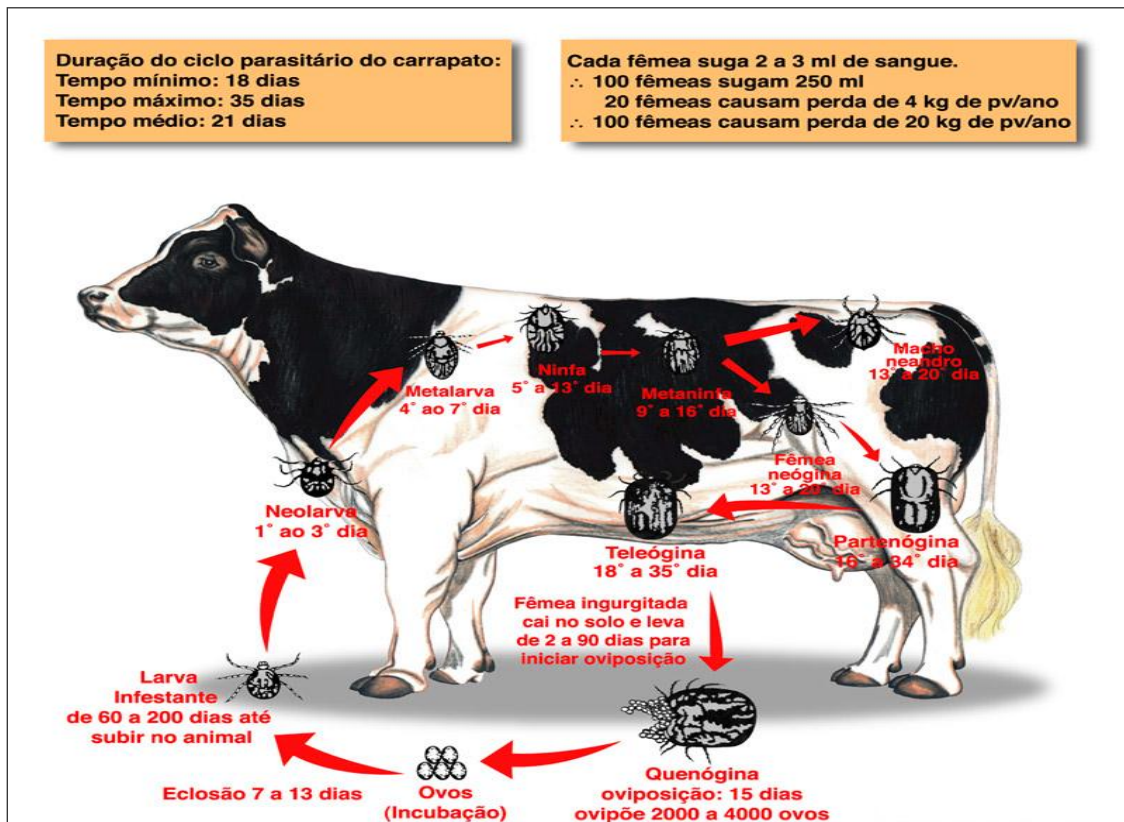 Duração do ciclo parasitário do carrapato:
Tempo mínimo: 18 dias
Tempo máximo: 35 dias
Tempo médio: 21 dias
Cada fêmea suga 2 a 3 ml de sangue.
∴ 100 fêmeas sugam 250 ml
20 fêmeas causam perda de 4 kg de pv/ano
∴ 100 fêmeas causam perda de 20 kg de pv/ano
Neolarva
1° ao 3° dia
Metalarva
4° ao 7° dia
Ninfa
5° a 13° dia
Metaninfa
9° a 16° dia
Macho
neandro
13° a 20° dia
Fêmea
neógina
13° a 20° dia
Partenógina
16° a 34° dia
Teleógina
18° a 35° dia
Fêmea ingurgitada
cai no solo e leva
de 2 a 90 dias para
iniciar oviposição
Quenógina
oviposição: 15 dias
ovipõe 2000 a 4000 ovos
Ovos
(Incubação)
Eclosão 7 a 13 dias
Larva
Infestante
de 60 a 200 dias até
subir no animal